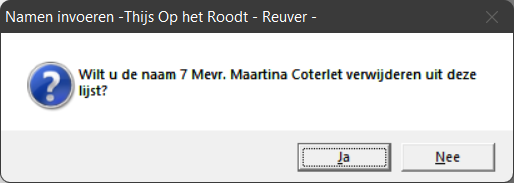 Namen invoeren -Thijs Op het Roodt - Reuver -
Wilt u de naam 7 Mevr. Maartina Coterlet verwijderen uit deze
lijst?
Ja
Nee